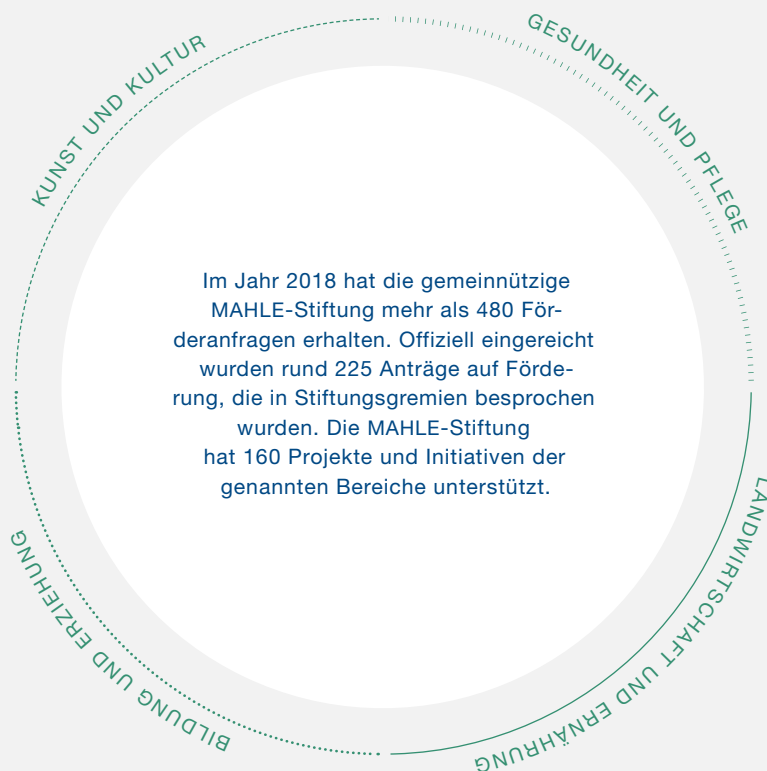 KUNST UND KULTUR
GESUNDHEIT UND PFLEGE
Im Jahr 2018 hat die gemeinnützige
MAHLE-Stiftung mehr als 480 För-
deranfragen erhalten. Offiziell eingereicht
wurden rund 225 Anträge auf Förde-
rung, die in Stiftungsgremien besprochen
wurden. Die MAHLE-Stiftung
hat 160 Projekte und Initiativen der
genannten Bereiche unterstützt.
BILDUNG UND ERZIEHUNG
LANDWIRTSCHAFT UND ERNÄHRUNG